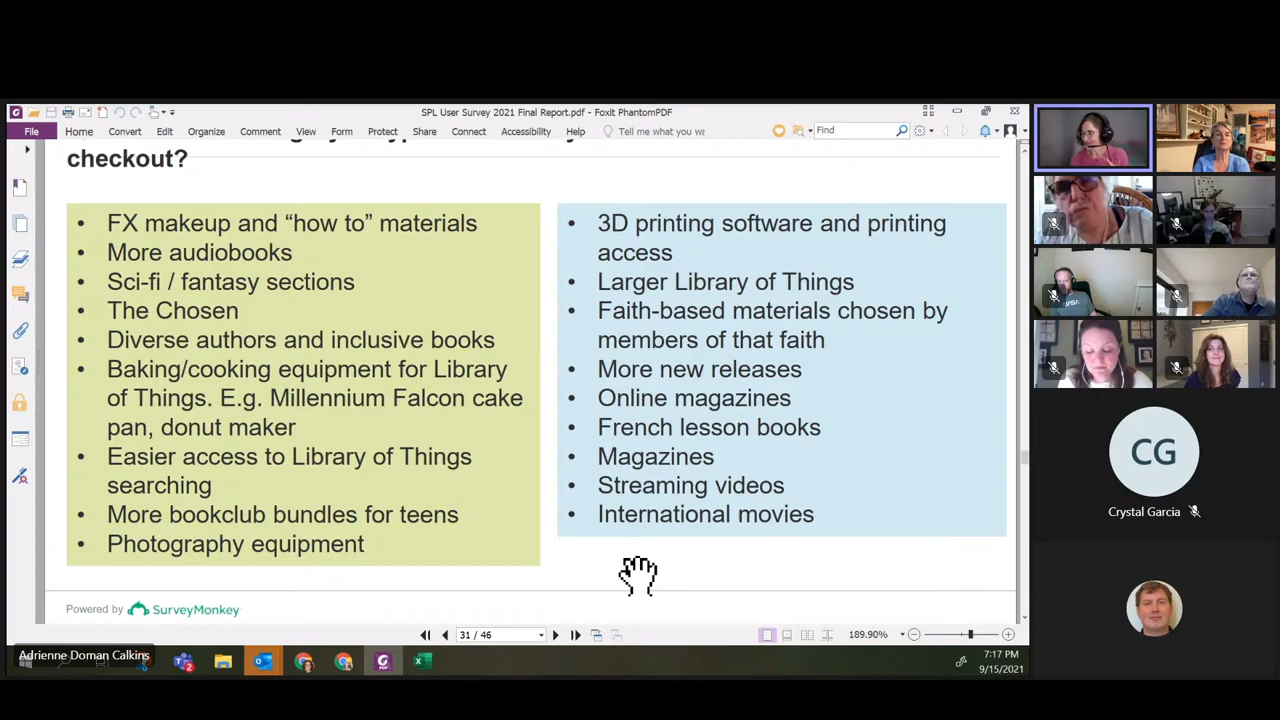 SPL User Survey 2021 Final Report.pdf - Foxit PhantomPDF
File Home Convert Edit Organize Comment View Form Protect Share Connect Accessibility Help Tell me what you wa Find
checkout?
• FX makeup and “how to” materials
• More audiobooks
• Sci-fi / fantasy sections
• The Chosen
• Diverse authors and inclusive books
• Baking/cooking equipment for Library
of Things. E.g. Millennium Falcon cake
pan, donut maker
• Easier access to Library of Things
searching
• More bookclub bundles for teens
• Photography equipment
• 3D printing software and printing
access
• Larger Library of Things
• Faith-based materials chosen by
members of that faith
• More new releases
• Online magazines
• French lesson books
• Magazines
• Streaming videos
• International movies
Powered by SurveyMonkey
31 / 46
189.90%
Adrienne Doman Calkins
7:17 PM
9/15/2021
NASA
CG
Crystal Garcia